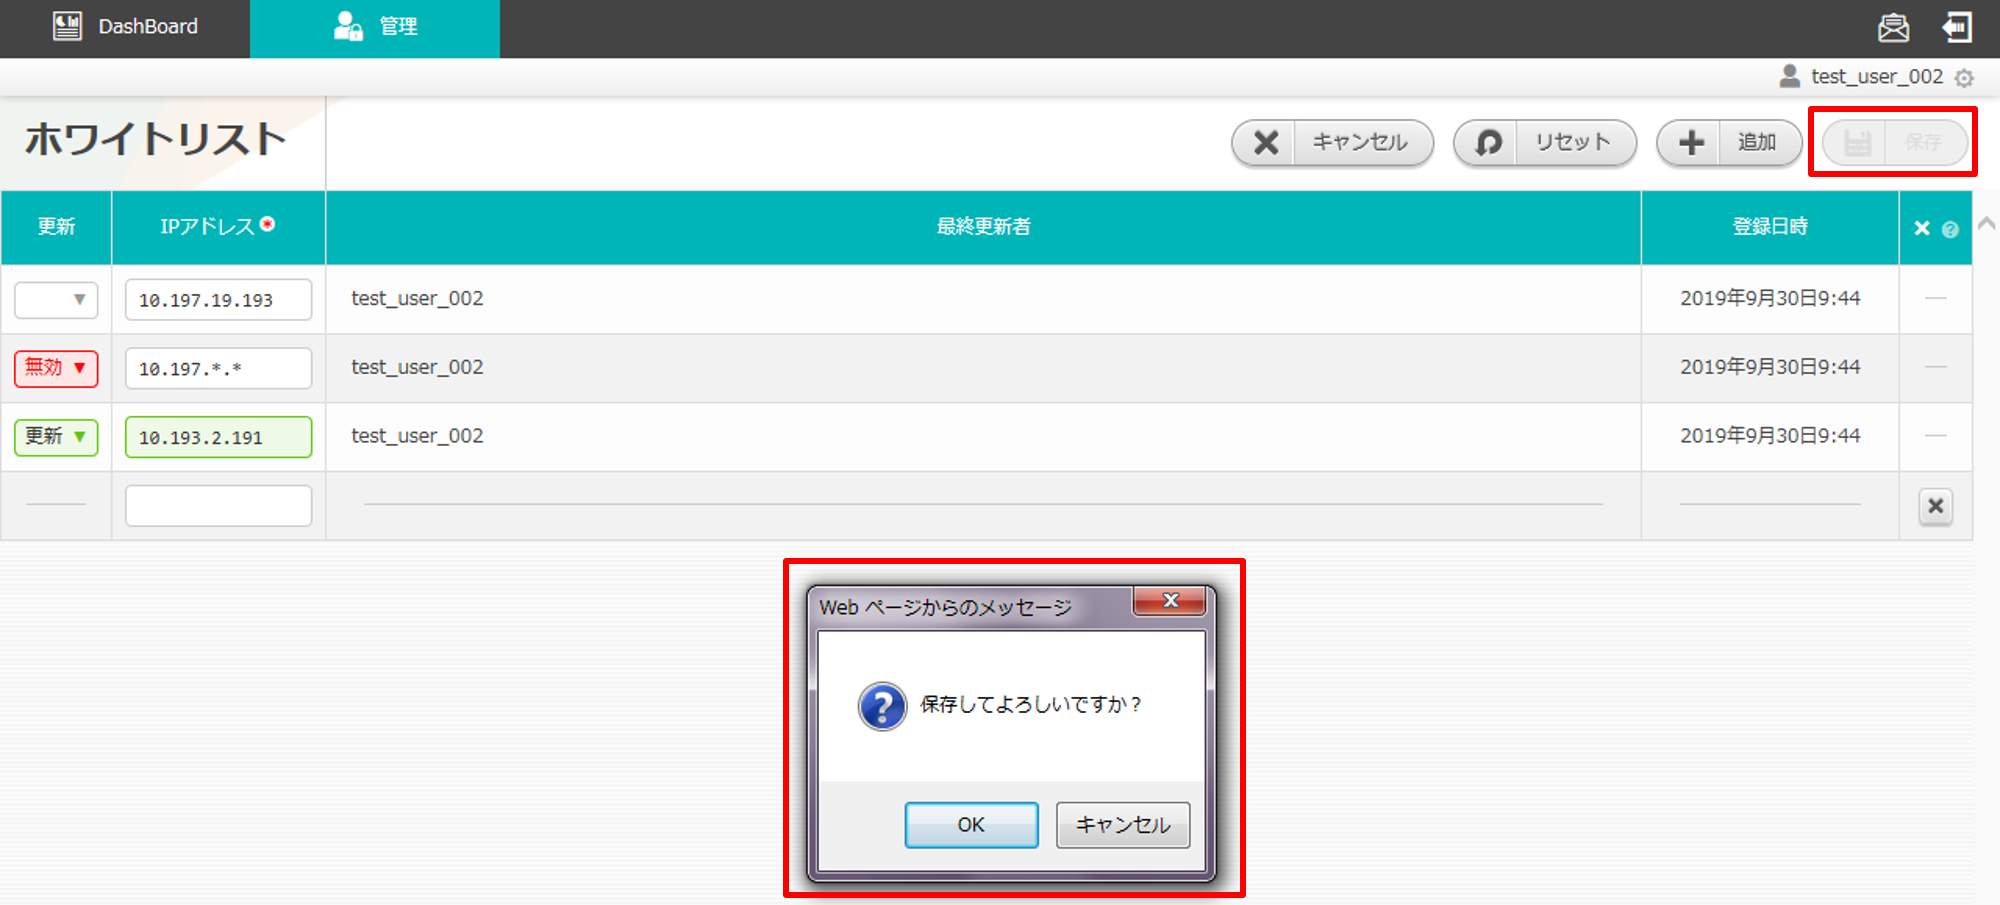 DashBoard 管理
test_user_002
ホワイトリスト キャンセル リセット 追加 保存
更新 IPアドレス 最終更新者 登録日時
10.197.19.193 test_user_002 2019年9月30日9:44
無効 ▼ 10.197.*.* test_user_002 2019年9月30日9:44
更新 ▼ 10.193.2.191 test_user_002 2019年9月30日9:44
Web ページからのメッセージ
保存してよろしいですか？
OK キャンセル